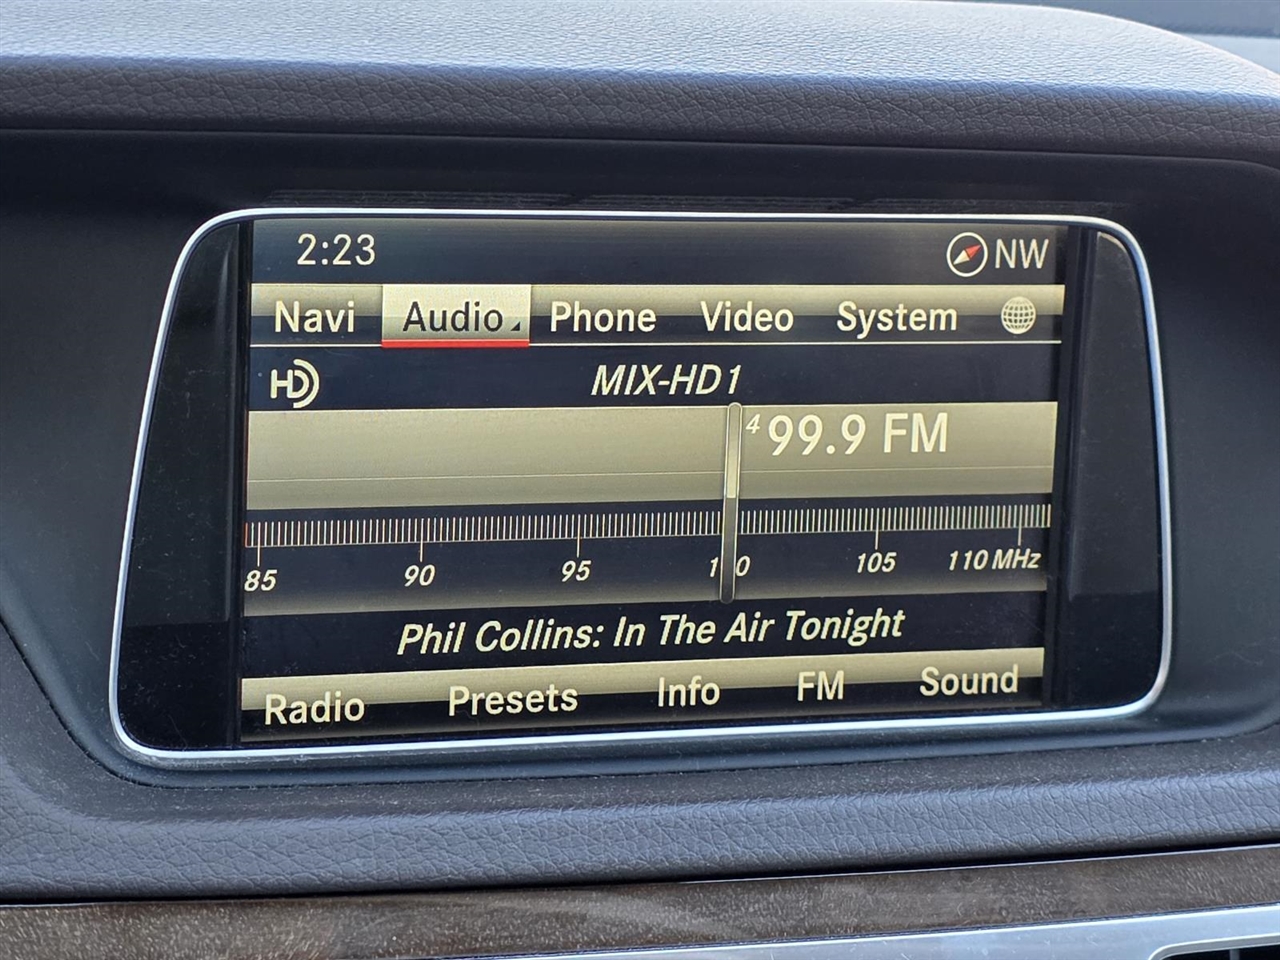 2:23 NW
Navi Audio Phone Video System
HD MIX-HD1
4 99.9 FM
85 90 95 100 105 110 MHz
Phil Collins: In The Air Tonight
Radio Presets Info FM Sound